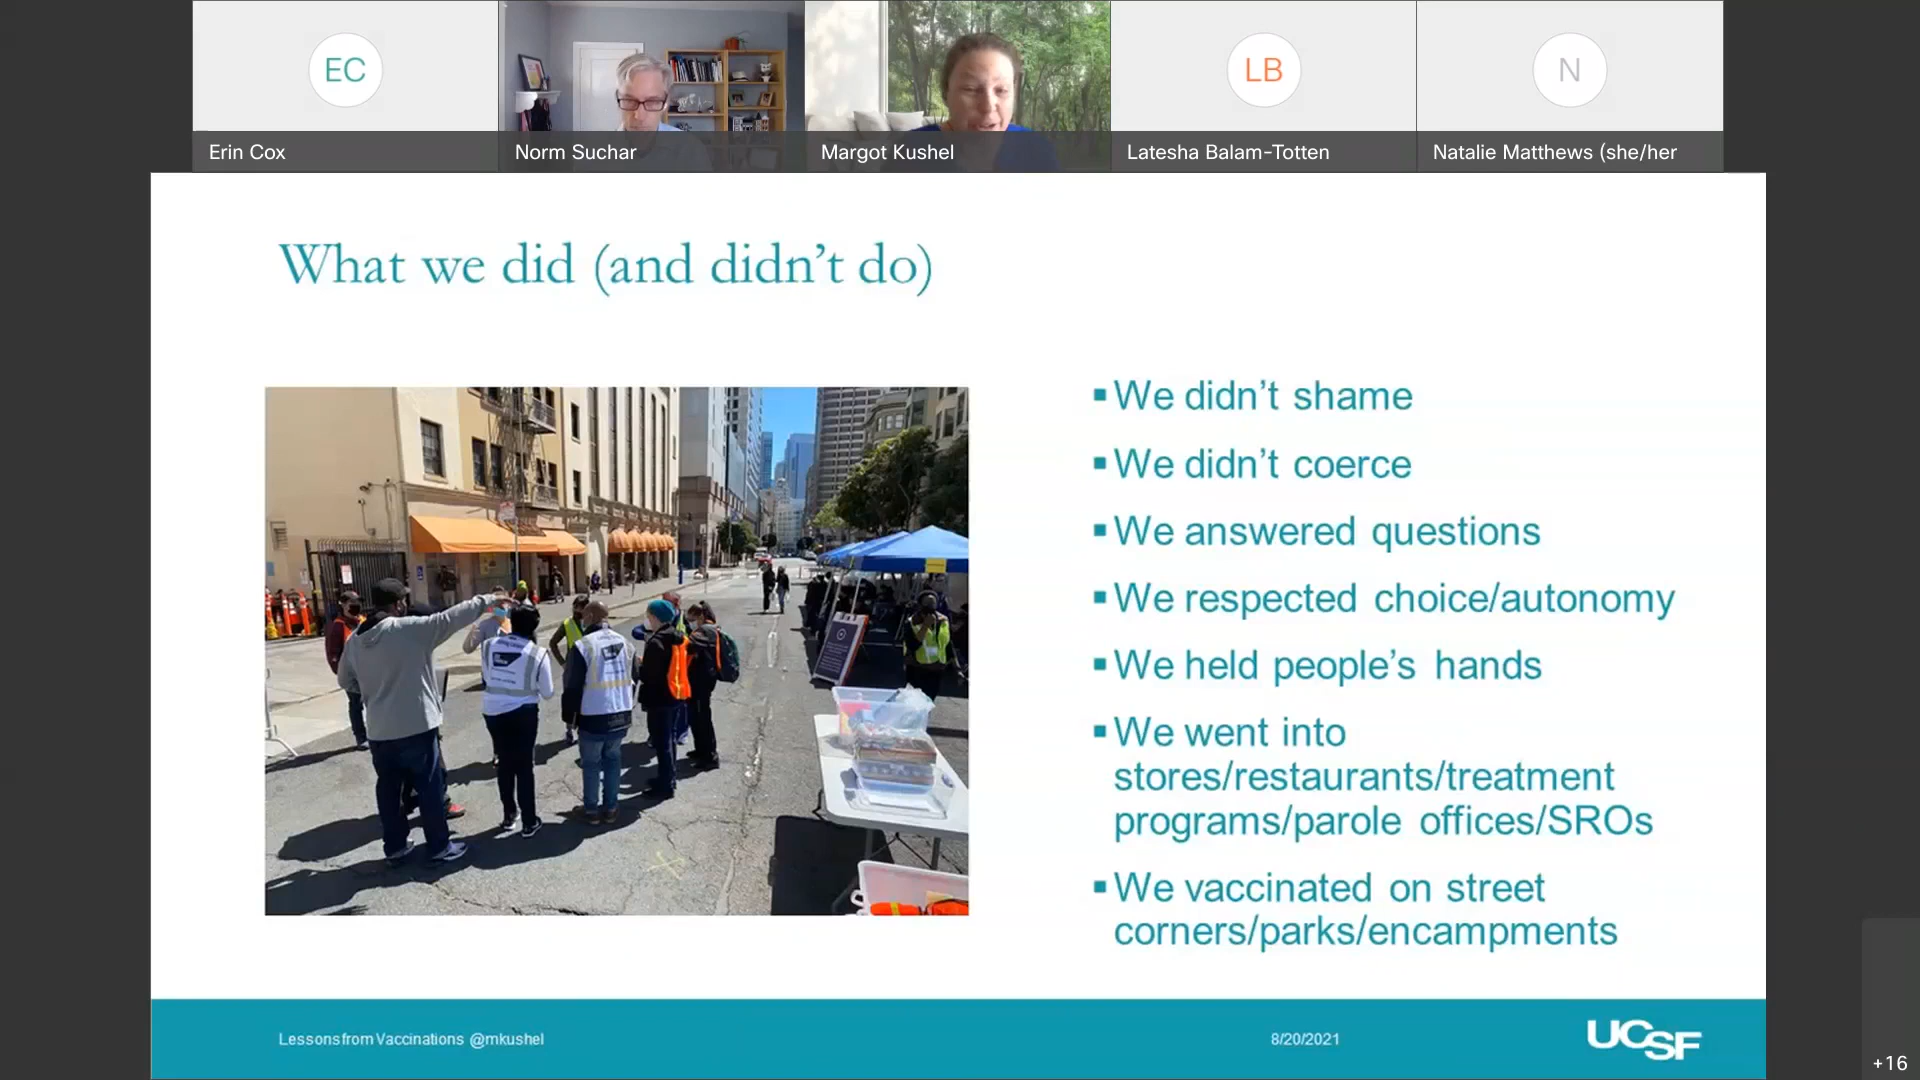 EC
LB
N
Erin Cox
Norm Suchar
Margot Kushel
Latesha Balam-Totten
Natalie Matthews (she/her
What we did (and didn't do)
▪We didn't shame
▪We didn't coerce
▪We answered questions
▪We respected choice/autonomy
▪We held people's hands
▪We went into
stores/restaurants/treatment
programs/parole offices/SROs
▪We vaccinated on street
corners/parks/encampments
Lessons from Vaccinations @mkushel
8/20/2021
UCSF
+16